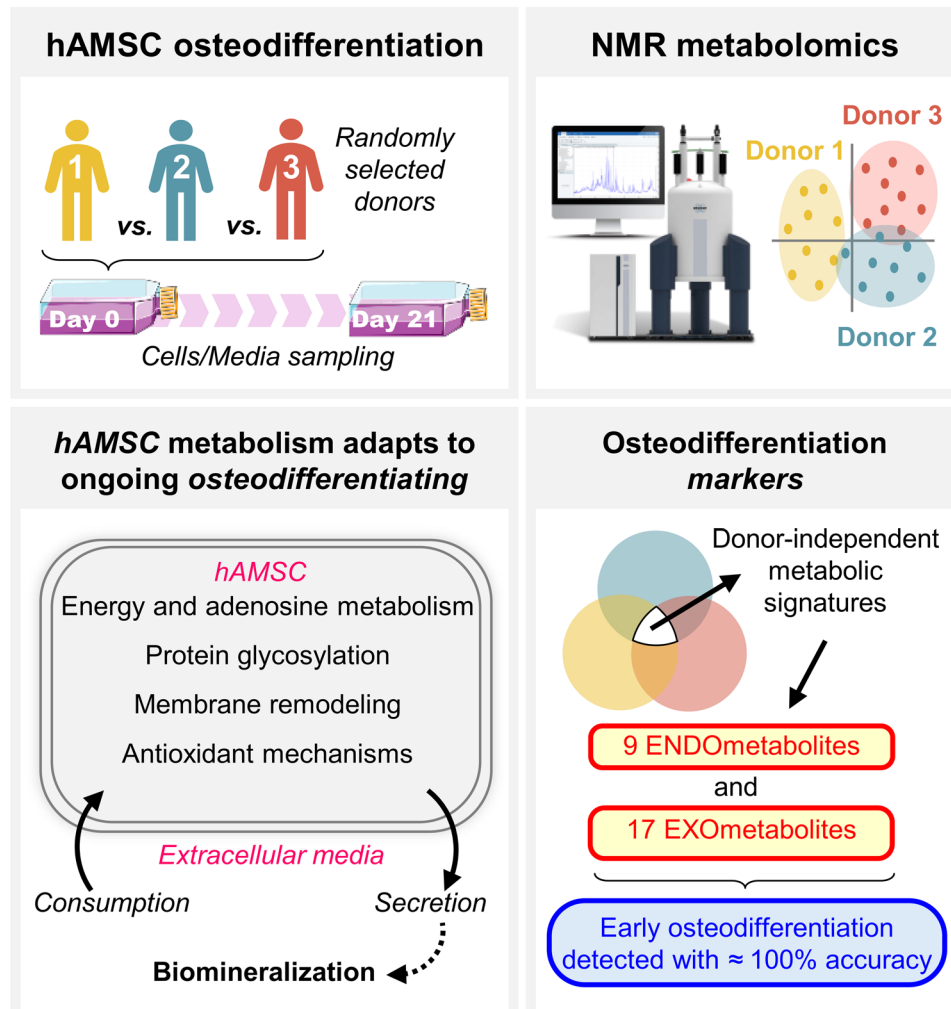 hAMSC osteodifferentiation
1
2
3
vs.
vs.
Randomly
selected
donors
Day 0
Day 21
Cells/Media sampling
NMR metabolomics
Donor 3
Donor 1
Donor 2
hAMSC metabolism adapts to
ongoing osteodifferentiating
hAMSC
Energy and adenosine metabolism
Protein glycosylation
Membrane remodeling
Antioxidant mechanisms
Extracellular media
Consumption
Secretion
Biomineralization
Osteodifferentiation
markers
Donor-independent
metabolic
signatures
9 ENDOmetabolites
and
17 EXOmetabolites
Early osteodifferentiation
detected with ≈ 100% accuracy